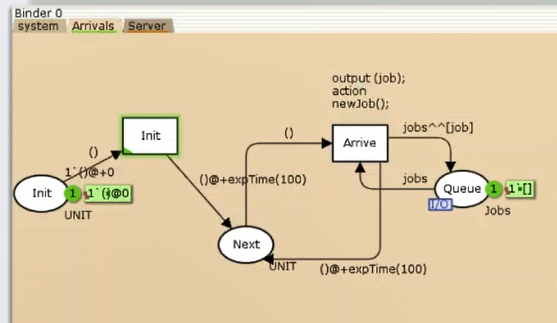 Binder 0
system Arrivals Server
output (job);
action
newJob();
Init
()
1`()@+0
Init
1 1`()@0
UNIT
()@+expTime(100)
()
Arrive
jobs^^[job]
jobs
Queue
1 1`[]
I/O
Jobs
Next
UNIT
()@+expTime(100)